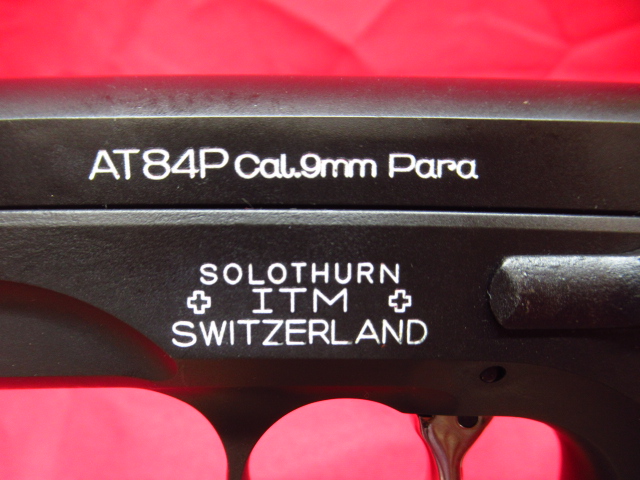 AT84P Cal.9mm Para
SOLOTHURN
ITM
SWITZERLAND